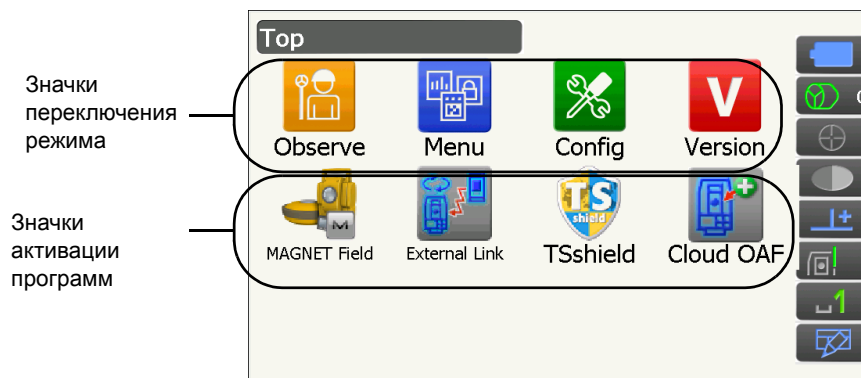 Top
Значки
переключения
режима
Observe
Menu
Config
V
Version
Значки
активации
программ
M
MAGNET Field
External Link
TS
shield
TSshield
Cloud OAF
1